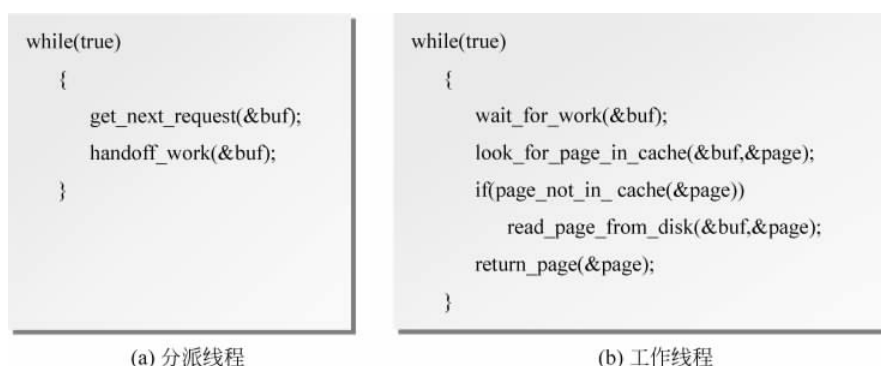 while(true)
{
get_next_request(&buf);
handoff_work(&buf);
}
(a) 分派线程
while(true)
{
wait_for_work(&buf);
look_for_page_in_cache(&buf,&page);
if(page_not_in_ cache(&page))
read_page_from_disk(&buf,&page);
return_page(&page);
}
(b) 工作线程